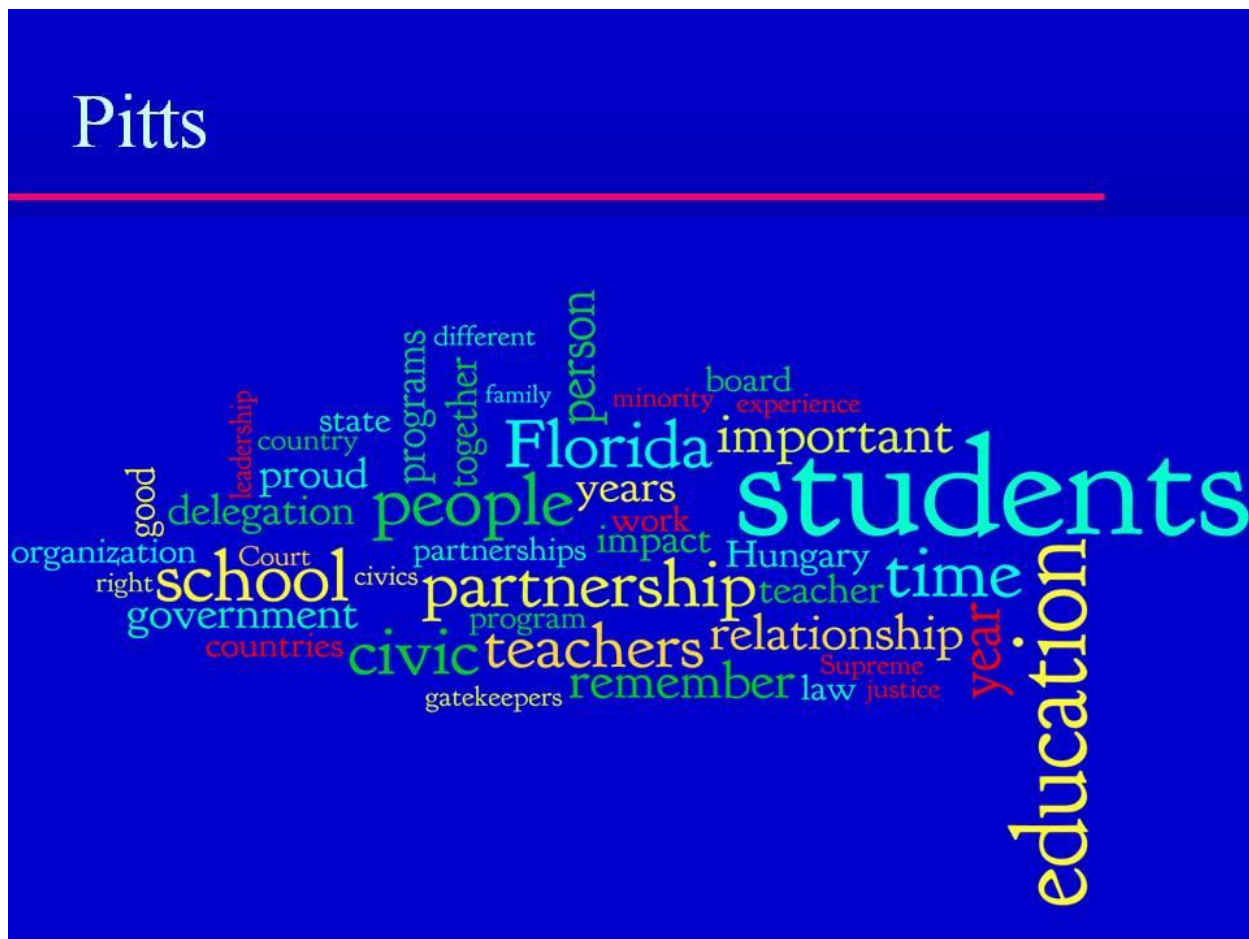 Pitts
different
person
programs
together
family
minority
board
experience
leadership
state
country
Florida
important
proud
good
delegation
people
years
students
work
organization
Court
partnerships
impact
Hungary
right
school
civics
partnership
teacher
time
government
program
countries
civic
teachers
relationship
year
education
Supreme
gatekeepers
remember
law
justice